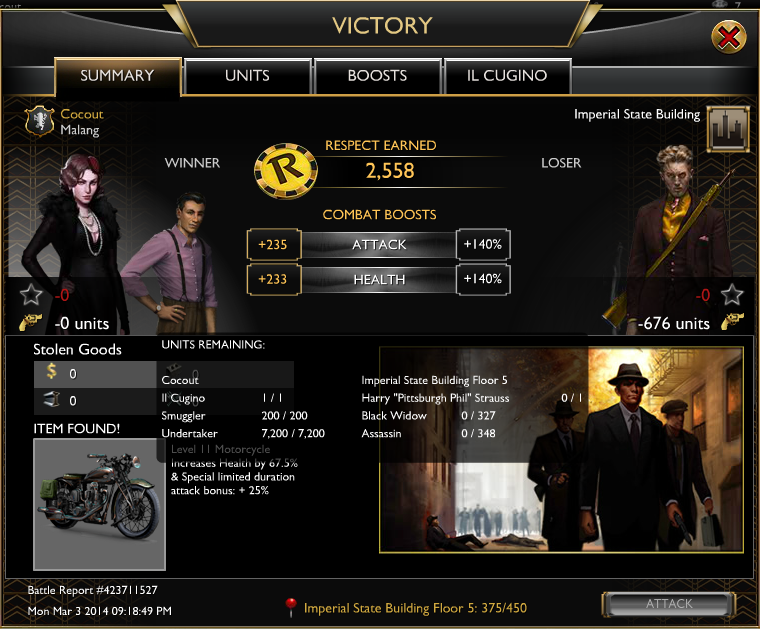 VICTORY
SUMMARY
UNITS
BOOSTS
IL CUGINO
Cocout
Malang
Imperial State Building
WINNER
RESPECT EARNED
2,558
LOSER
COMBAT BOOSTS
+235 ATTACK +140%
+233 HEALTH +140%
-0
-0 units
-0
-676 units
Stolen Goods
$ 0
0
UNITS REMAINING:
Cocout
Il Cugino 1 / 1
Smuggler 200 / 200
Undertaker 7,200 / 7,200
Imperial State Building Floor 5
Harry "Pittsburgh Phil" Strauss 0 / 1
Black Widow 0 / 327
Assassin 0 / 348
ITEM FOUND!
Level 11 Motorcycle
Increases Health by 67.5%
& Special limited duration
attack bonus: + 25%
Battle Report #423711527
Mon Mar 3 2014 09:18:49 PM
Imperial State Building Floor 5: 375/450
ATTACK